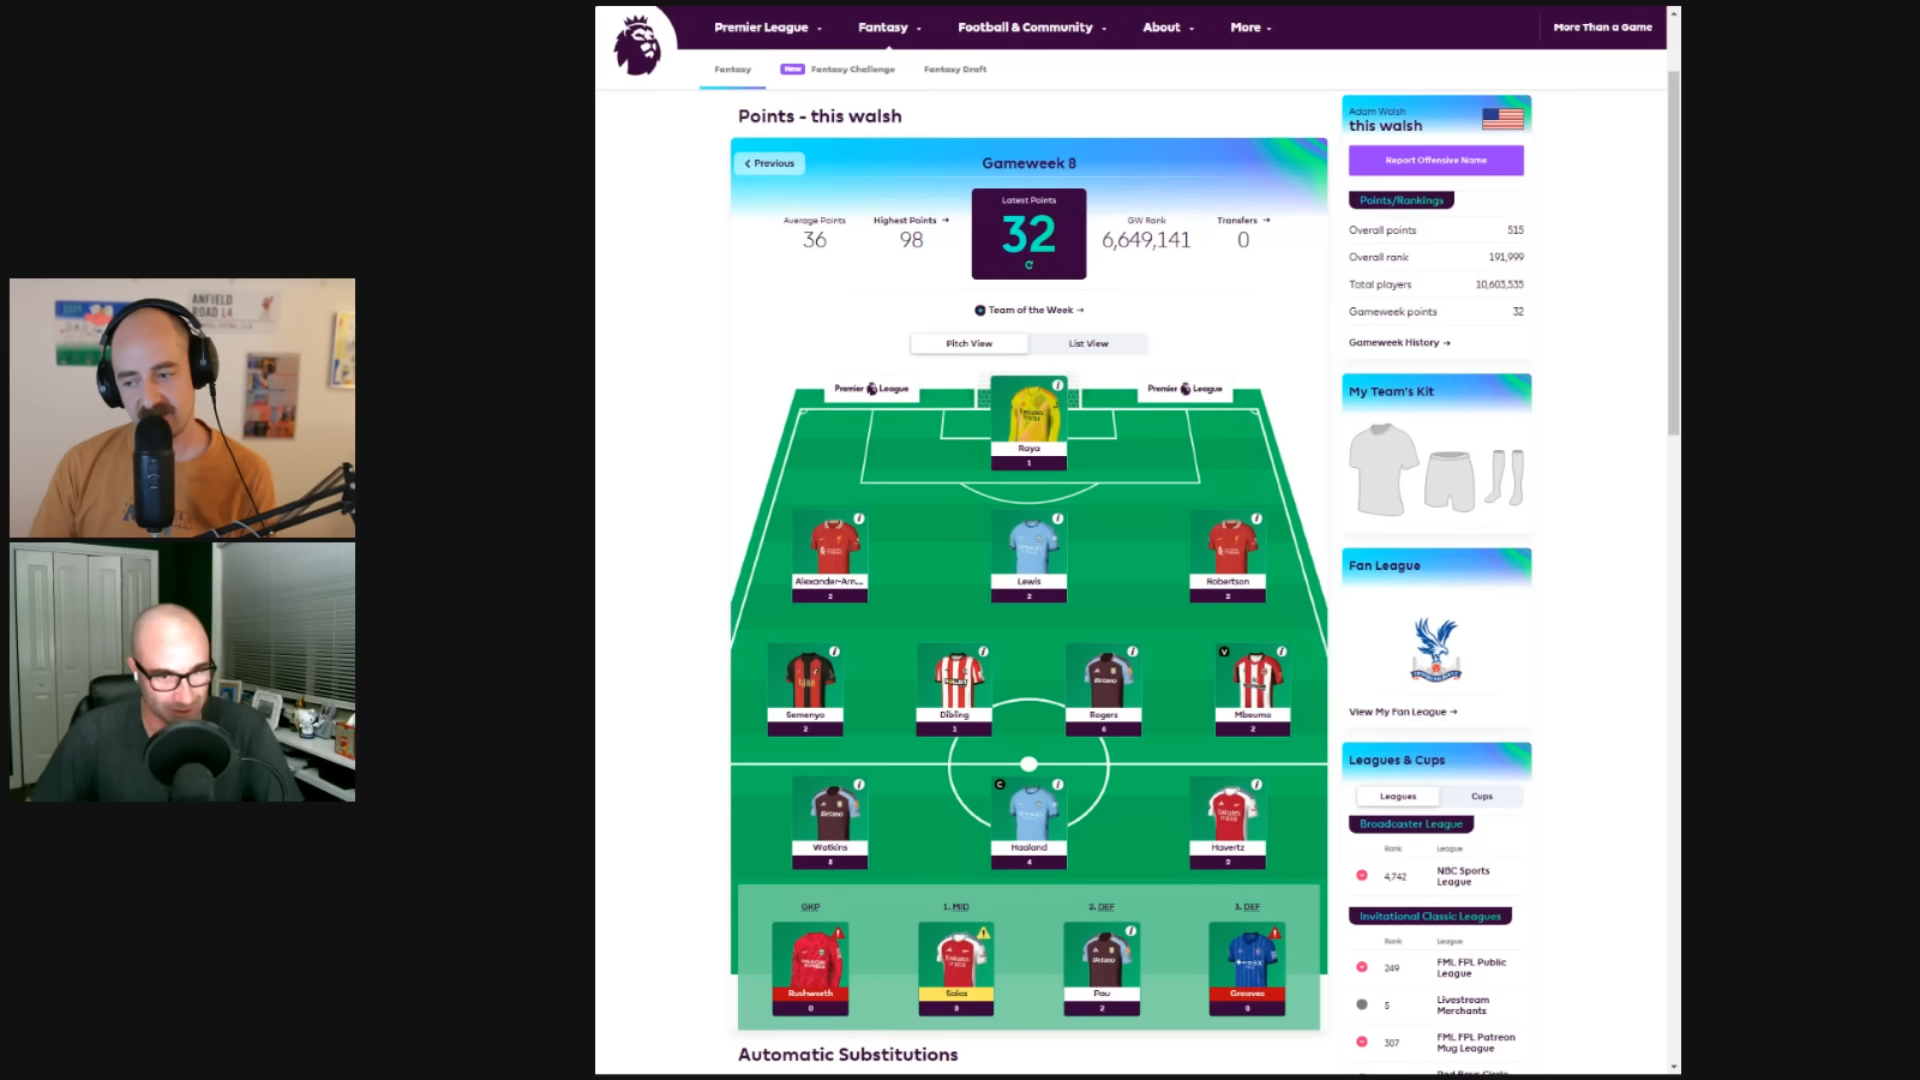 Premier League
Fantasy
Football & Community
About
More
More Than a Game
Fantasy
New
Fantasy Challenge
Fantasy Draft
Points - this walsh
Previous
Gameweek 8
Average Points
36
Highest Points →
98
Latest Points
32
GW Rank
6,649,141
Transfers →
0
Team of the Week →
Pitch View
List View
Premier League
Premier League
Raya
1
Alexander-Arn...
2
Lewis
2
Robertson
2
Semenyo
2
Dibling
1
Rogers
V
Mbeumo
2
Watkins
8
C
Haaland
4
Havertz
2
GKP
1. MID
2. DEF
3. DEF
Rushworth
0
Saka
0
Pau
2
Greaves
0
Automatic Substitutions
Adam Walsh
this walsh
Report Offensive Name
Points/Rankings
Overall points 515
Overall rank 191,999
Total players 10,603,535
Gameweek points 32
Gameweek History →
My Team's Kit
Fan League
View My Fan League →
Leagues & Cups
Leagues
Cups
Broadcaster League
Rank League
4,742 NBC Sports
League
Invitational Classic Leagues
Rank League
249 FML FPL Public
League
5 Livestream
Merchants
307 FML FPL Patreon
Mug League
ANFIELD
ROAD L4